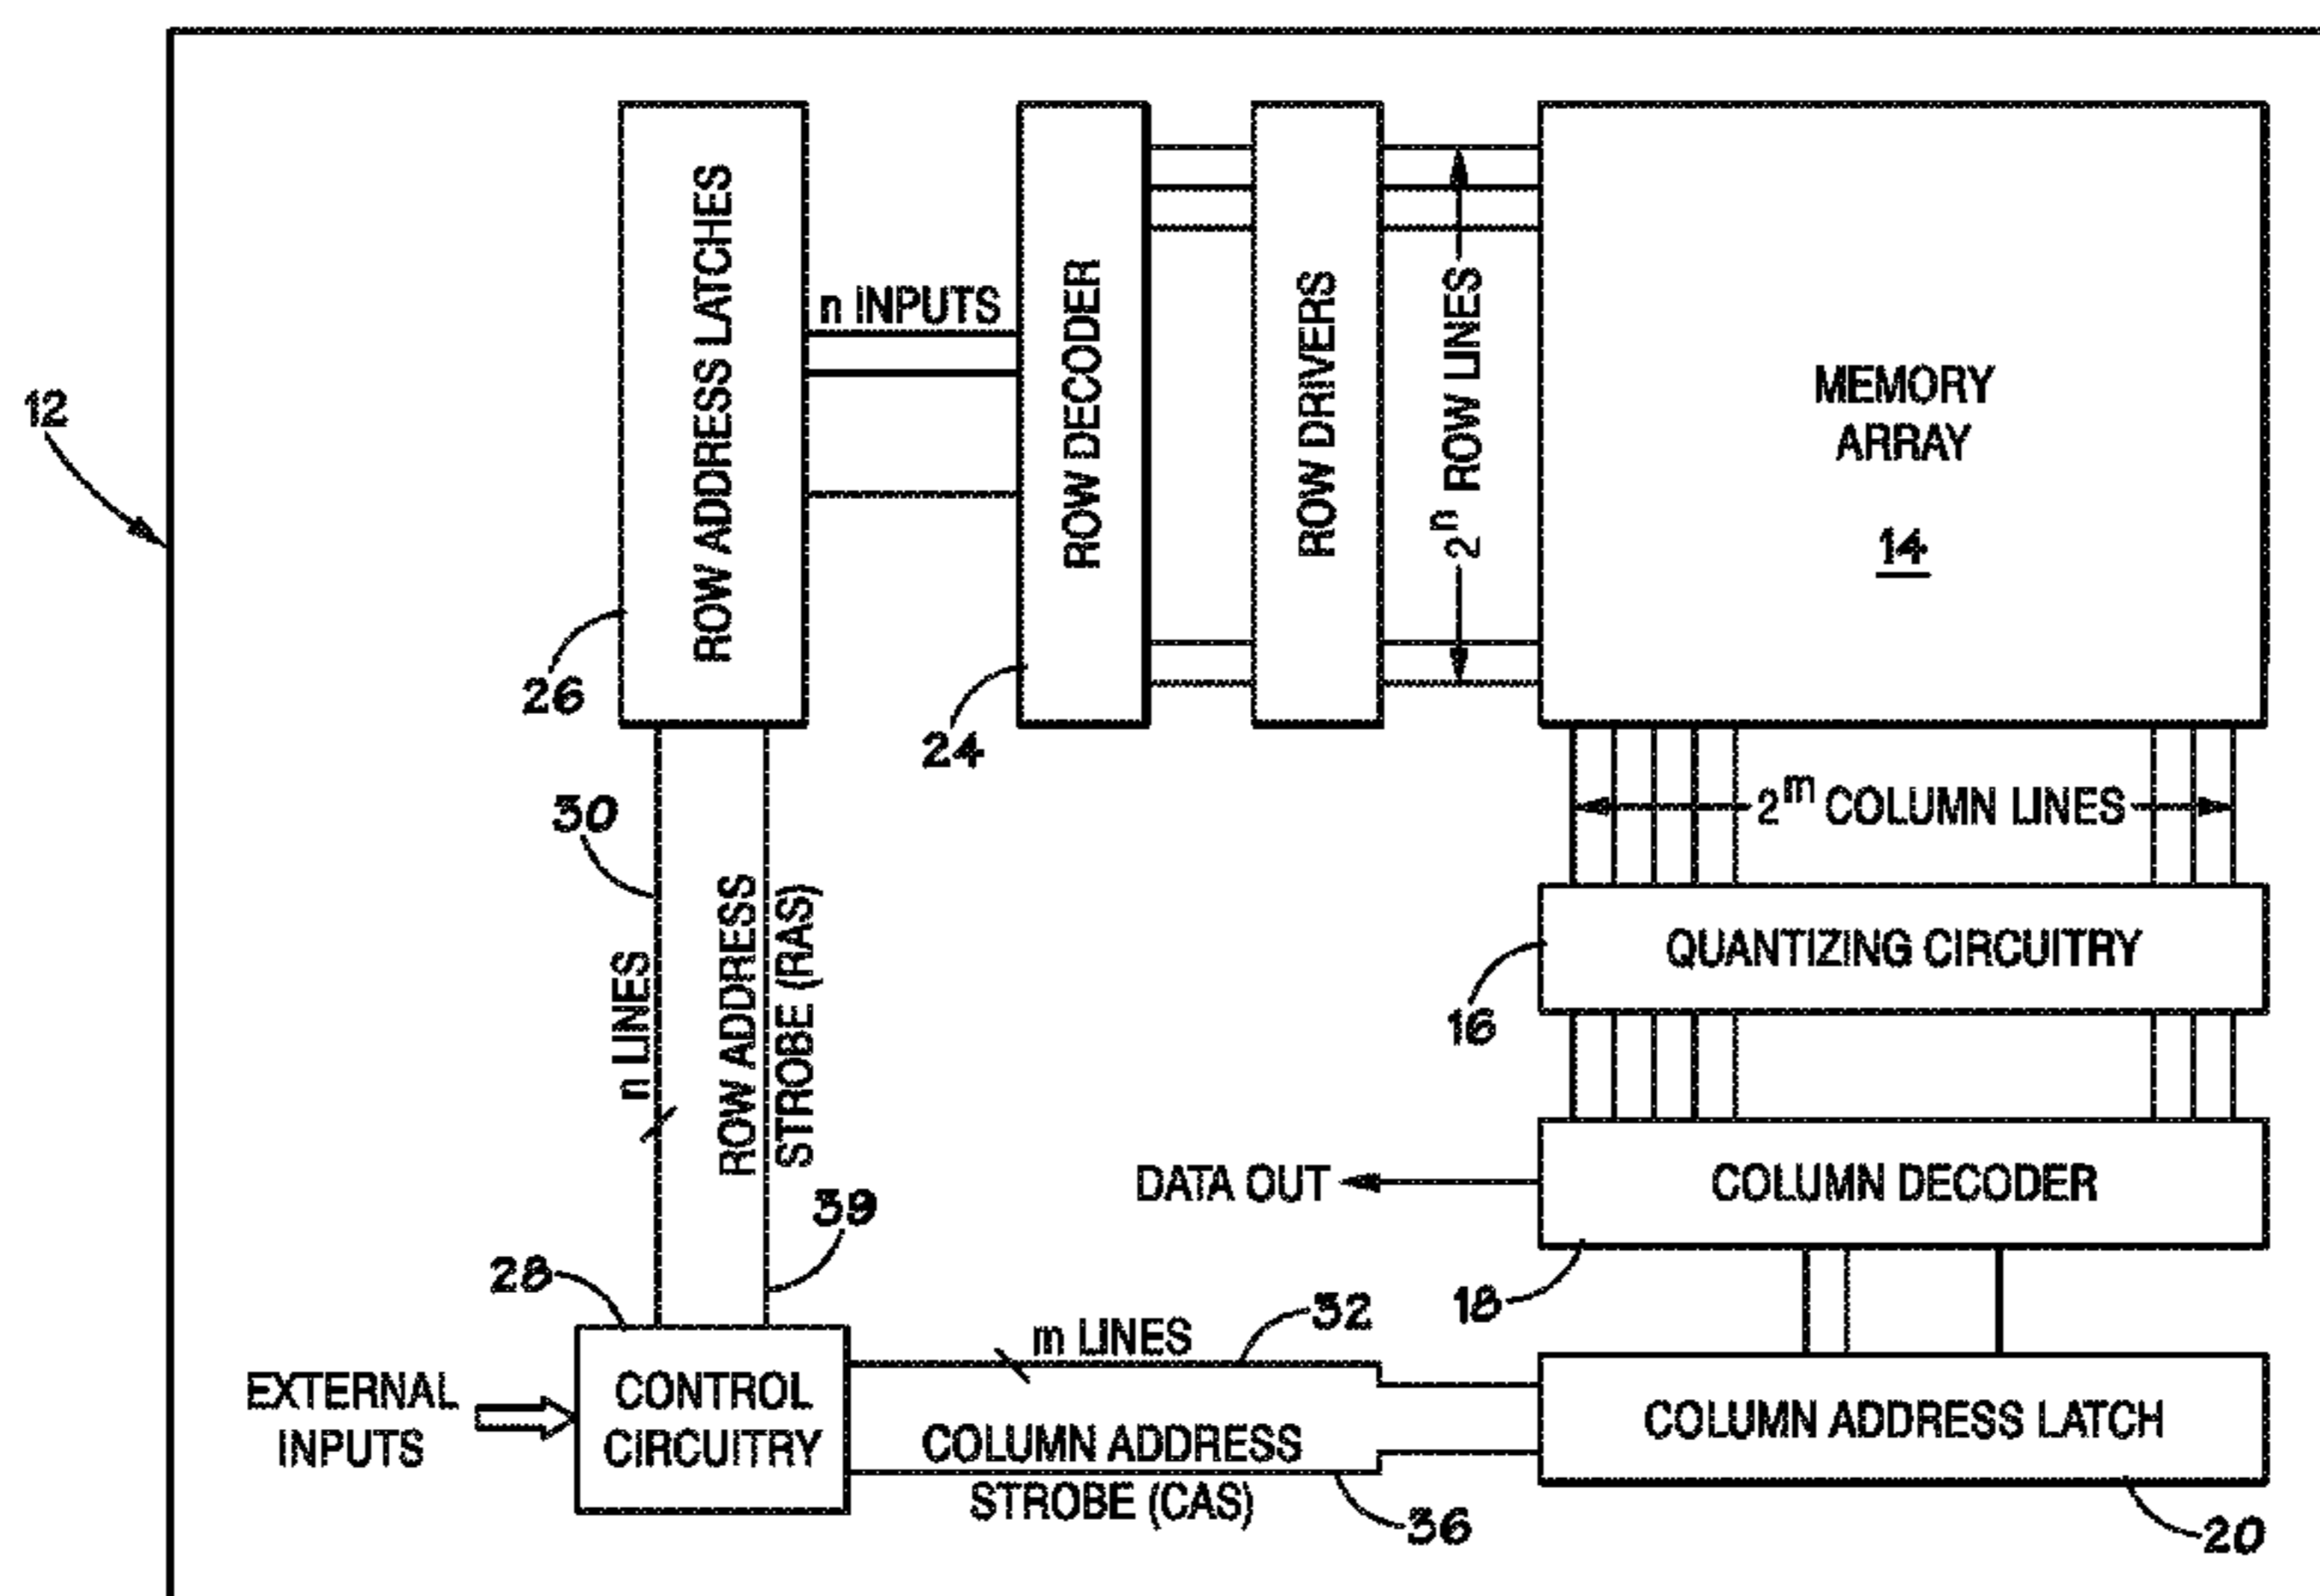 12
ROW ADDRESS LATCHES
26
n INPUTS
ROW DECODER
24
ROW DRIVERS
2ⁿ ROW LINES
MEMORY
ARRAY
14
2ᵐ COLUMN LINES
QUANTIZING CIRCUITRY
16
30
n LINES
ROW ADDRESS
STROBE (RAS)
39
DATA OUT
COLUMN DECODER
18
28
EXTERNAL
INPUTS
CONTROL
CIRCUITRY
m LINES
32
COLUMN ADDRESS
STROBE (CAS)
36
COLUMN ADDRESS LATCH
20